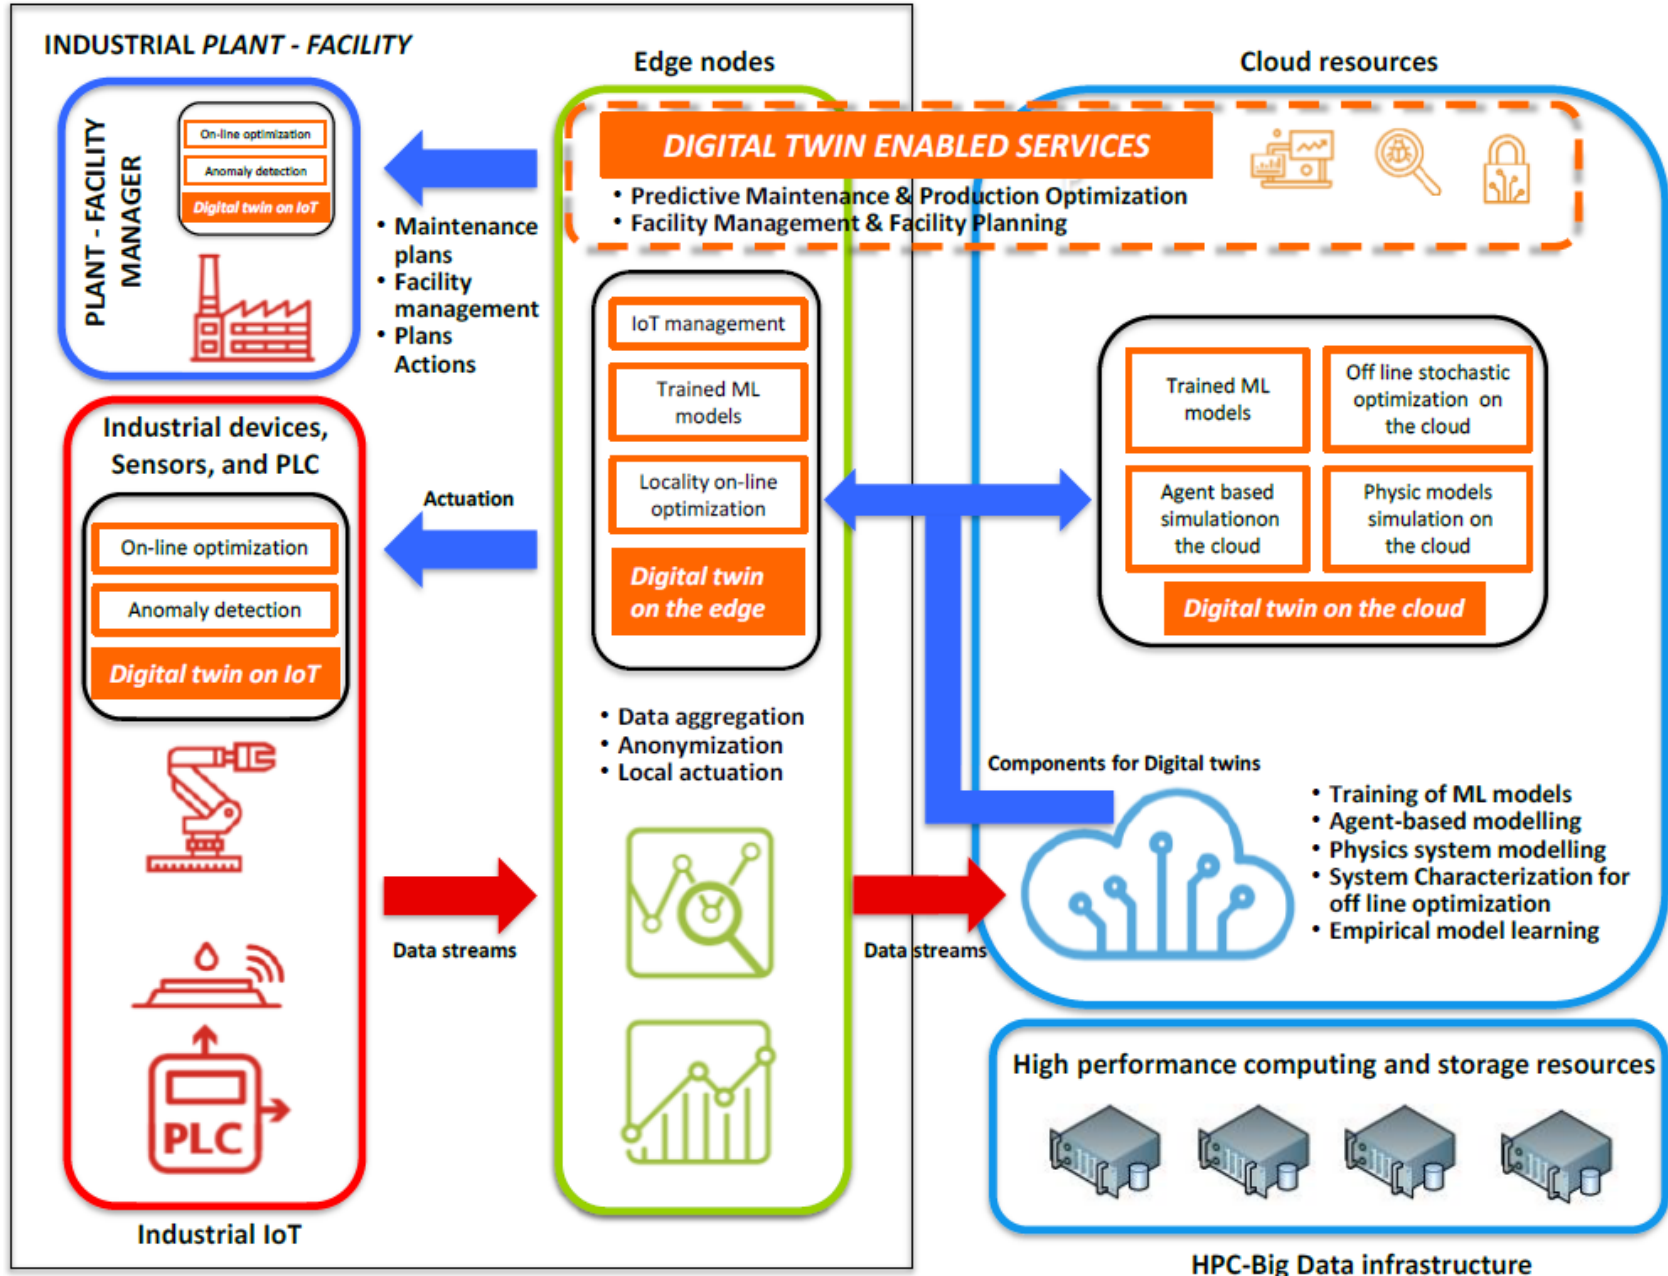 INDUSTRIAL PLANT - FACILITY
Edge nodes
Cloud resources
PLANT - FACILITY
MANAGER
On-line optimization
Anomaly detection
Digital twin on IoT
DIGITAL TWIN ENABLED SERVICES
• Predictive Maintenance & Production Optimization
• Facility Management & Facility Planning
• Maintenance
plans
• Facility
management
• Plans
Actions
IoT management
Trained ML
models
Locality on-line
optimization
Digital twin
on the edge
Trained ML
models
Off line stochastic
optimization on
the cloud
Agent based
simulationon
the cloud
Physic models
simulation on
the cloud
Digital twin on the cloud
Industrial devices,
Sensors, and PLC
On-line optimization
Anomaly detection
Digital twin on IoT
Actuation
• Data aggregation
• Anonymization
• Local actuation
Components for Digital twins
• Training of ML models
• Agent-based modelling
• Physics system modelling
• System Characterization for
off line optimization
• Empirical model learning
Data streams
Data streams
PLC
Industrial IoT
High performance computing and storage resources
HPC-Big Data infrastructure